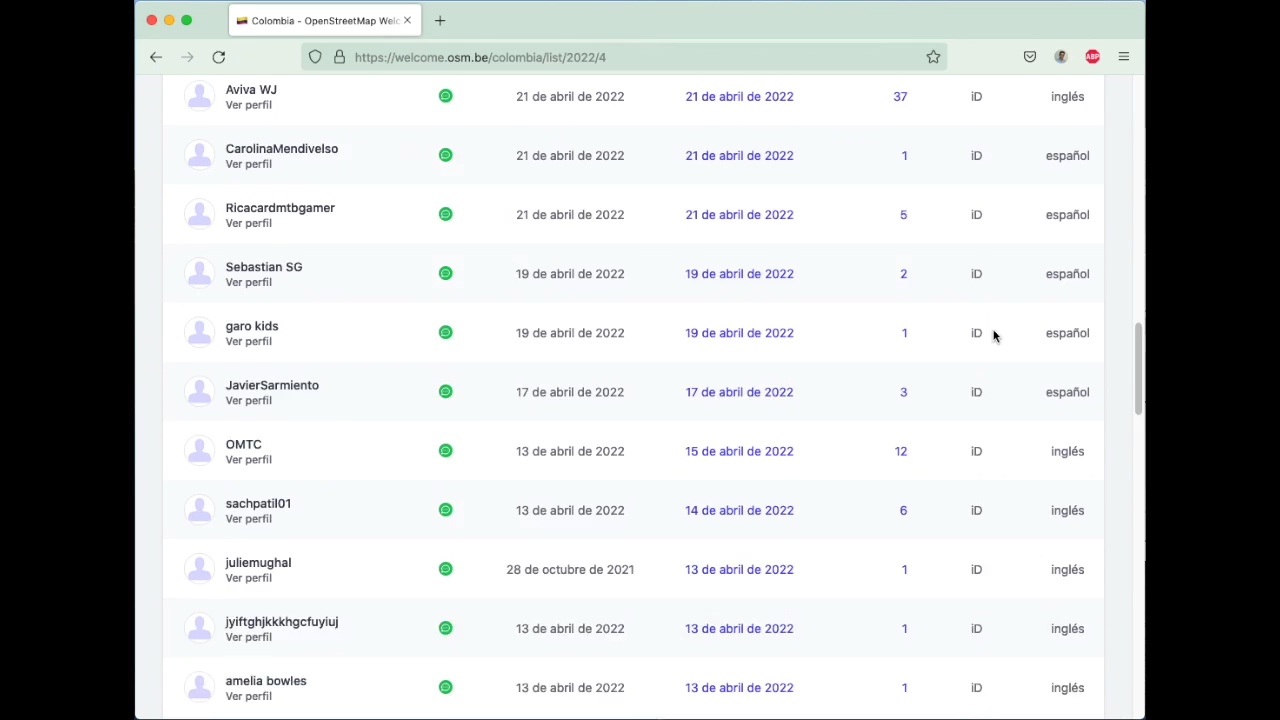 Colombia - OpenStreetMap Welc
https://welcome.osm.be/colombia/list/2022/4
ABP
Aviva WJ
Ver perfil
21 de abril de 2022
21 de abril de 2022
37
iD
inglés
CarolinaMendivelso
Ver perfil
21 de abril de 2022
21 de abril de 2022
1
iD
español
Ricacardmtbgamer
Ver perfil
21 de abril de 2022
21 de abril de 2022
5
iD
español
Sebastian SG
Ver perfil
19 de abril de 2022
19 de abril de 2022
2
iD
español
garo kids
Ver perfil
19 de abril de 2022
19 de abril de 2022
1
iD
español
JavierSarmiento
Ver perfil
17 de abril de 2022
17 de abril de 2022
3
iD
español
OMTC
Ver perfil
13 de abril de 2022
15 de abril de 2022
12
iD
inglés
sachpatil01
Ver perfil
13 de abril de 2022
14 de abril de 2022
6
iD
inglés
juliemughal
Ver perfil
28 de octubre de 2021
13 de abril de 2022
1
iD
inglés
jyiftghjkkkhgcfuyiuj
Ver perfil
13 de abril de 2022
13 de abril de 2022
1
iD
inglés
amelia bowles
Ver perfil
13 de abril de 2022
13 de abril de 2022
1
iD
inglés